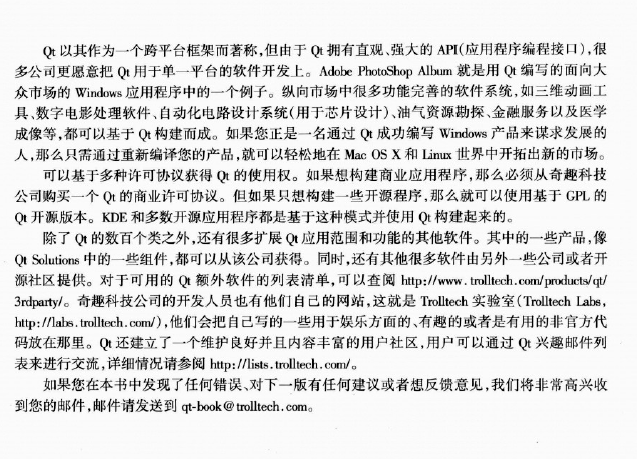 Qt 以其作为一个跨平台框架而著称,但由于 Qt 拥有直观、强大的 API(应用程序编程接口),很
多公司更愿意把 Qt 用于单一平台的软件开发上。Adobe PhotoShop Album 就是用 Qt 编写的面向大
众市场的 Windows 应用程序中的一个例子。纵向市场中很多功能完善的软件系统,如三维动画工
具、数字电影处理软件、自动化电路设计系统(用于芯片设计)、油气资源勘探、金融服务以及医学
成像等,都可以基于 Qt 构建而成。如果您正是一名通过 Qt 成功编写 Windows 产品来谋求发展的
人,那么只需通过重新编译您的产品,就可以轻松地在 Mac OS X 和 Linux 世界中开拓出新的市场。
可以基于多种许可协议获得 Qt 的使用权。如果想构建商业应用程序,那么必须从奇趣科技
公司购买一个 Qt 的商业许可协议。但如果只想构建一些开源程序,那么就可以使用基于 GPL 的
Qt 开源版本。KDE 和多数开源应用程序都是基于这种模式并使用 Qt 构建起来的。
除了 Qt 的数百个类之外,还有很多扩展 Qt 应用范围和功能的其他软件。其中的一些产品,像
Qt Solutions 中的一些组件,都可以从该公司获得。同时,还有其他很多软件由另外一些公司或者开
源社区提供。对于可用的 Qt 额外软件的列表清单,可以查阅 http://www.trolltech.com/products/qt/
3rdparty/。奇趣科技公司的开发人员也有他们自己的网站,这就是 Trolltech 实验室(Trolltech Labs,
http://labs.trolltech.com/),他们会把自己写的一些用于娱乐方面的、有趣的或者是有用的非官方代
码放在那里。Qt 还建立了一个维护良好并且内容丰富的用户社区,用户可以通过 Qt 兴趣邮件列
表来进行交流,详细情况请参阅 http://lists.trolltech.com/。
如果您在本书中发现了任何错误、对下一版有任何建议或者想反馈意见,我们将非常高兴收
到您的邮件,邮件请发送到 qt-book@trolltech.com。